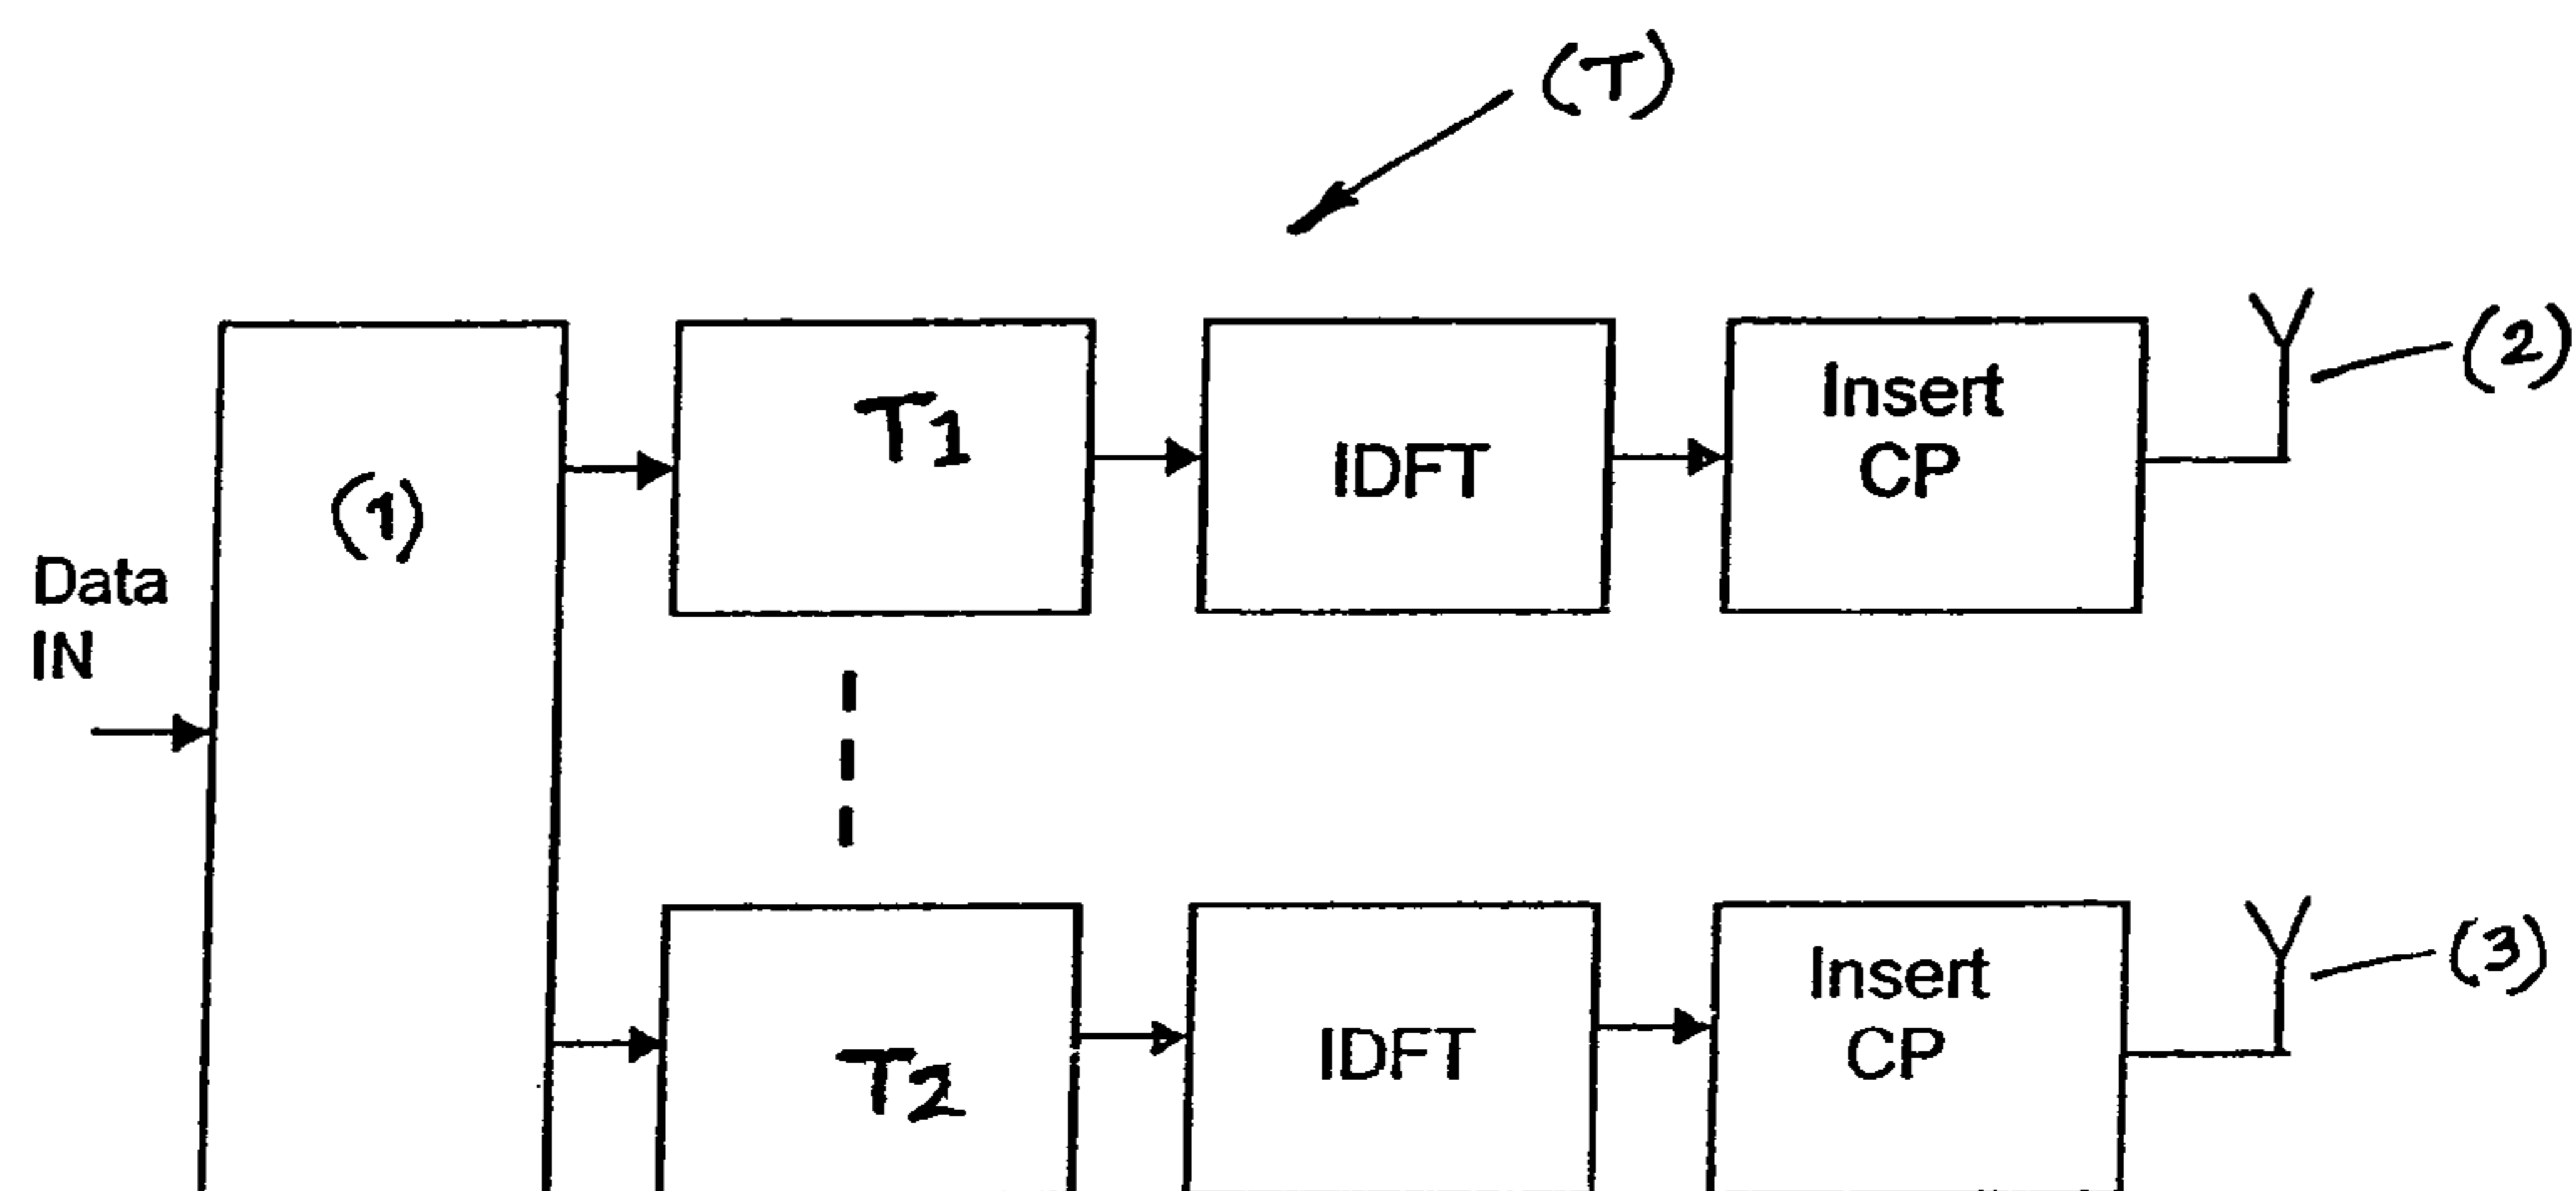 (T)
(2)
T1
Insert
CP
IDFT
(1)
Data
IN
(3)
T2
Insert
CP
IDFT